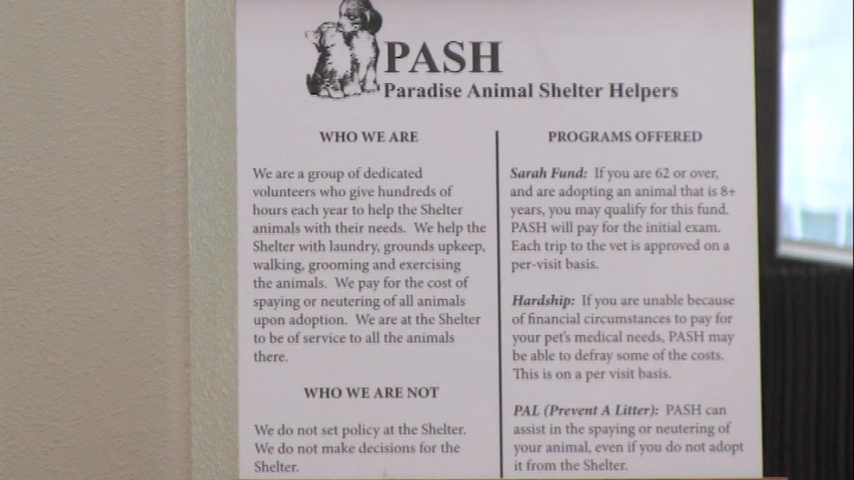 PASH
Paradise Animal Shelter Helpers
WHO WE ARE
We are a group of dedicated
volunteers who give hundreds of
hours each year to help the Shelter
animals with their needs.  We help the
Shelter with laundry, grounds upkeep,
walking, grooming and exercising
the animals.  We pay for the cost of
spaying or neutering of all animals
upon adoption.  We are at the Shelter
to be of service to all the animals
there.
WHO WE ARE NOT
We do not set policy at the Shelter.
We do not make decisions for the
Shelter.
PROGRAMS OFFERED
Sarah Fund:  If you are 62 or over,
and are adopting an animal that is 8+
years, you may qualify for this fund.
PASH will pay for the initial exam.
Each trip to the vet is approved on a
per-visit basis.
Hardship:  If you are unable because
of financial circumstances to pay for
your pet's medical needs, PASH may
be able to defray some of the costs.
This is on a per visit basis.
PAL (Prevent A Litter):  PASH can
assist in the spaying or neutering of
your animal, even if you do not adopt
it from the Shelter.